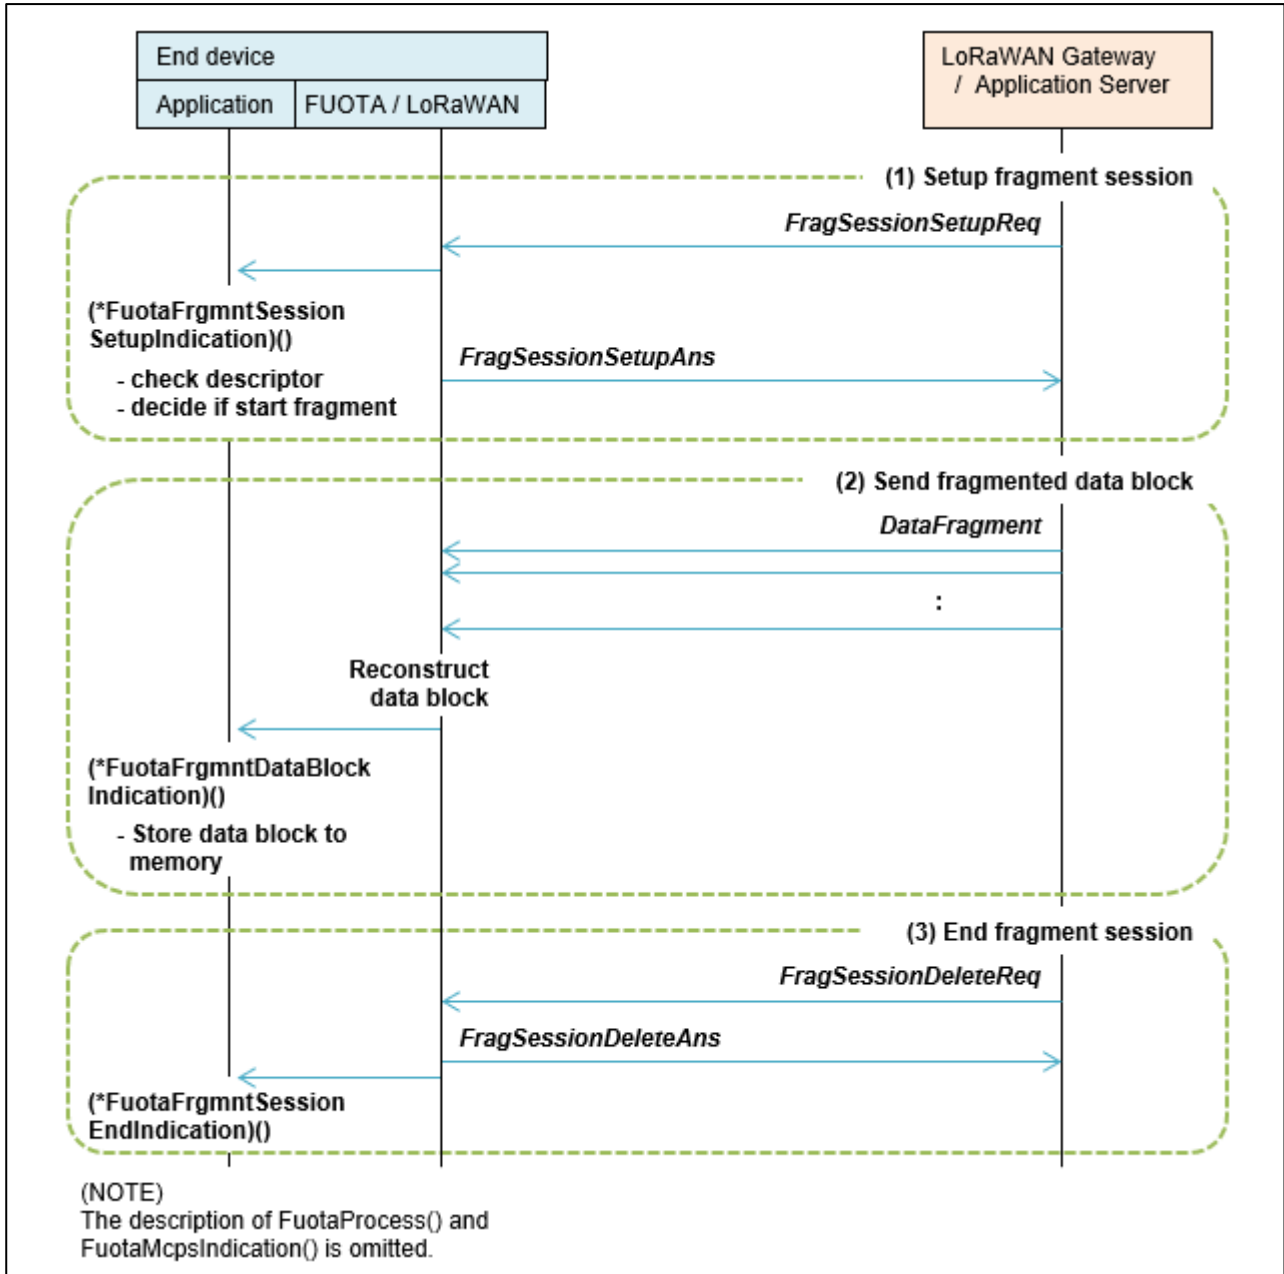 End device
Application
FUOTA / LoRaWAN
LoRaWAN Gateway
/ Application Server
(1) Setup fragment session
FragSessionSetupReq
(*FuotaFrgmntSession
SetupIndication)()
- check descriptor
- decide if start fragment
FragSessionSetupAns
(2) Send fragmented data block
DataFragment
:
Reconstruct
data block
(*FuotaFrgmntDataBlock
Indication)()
- Store data block to
memory
(3) End fragment session
FragSessionDeleteReq
FragSessionDeleteAns
(*FuotaFrgmntSession
EndIndication)()
(NOTE)
The description of FuotaProcess() and
FuotaMcpsIndication() is omitted.